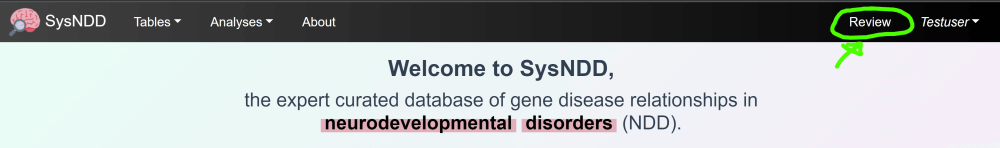 SysNDD Tables Analyses About Review Testuser
Welcome to SysNDD,
the expert curated database of gene disease relationships in
neurodevelopmental disorders (NDD).